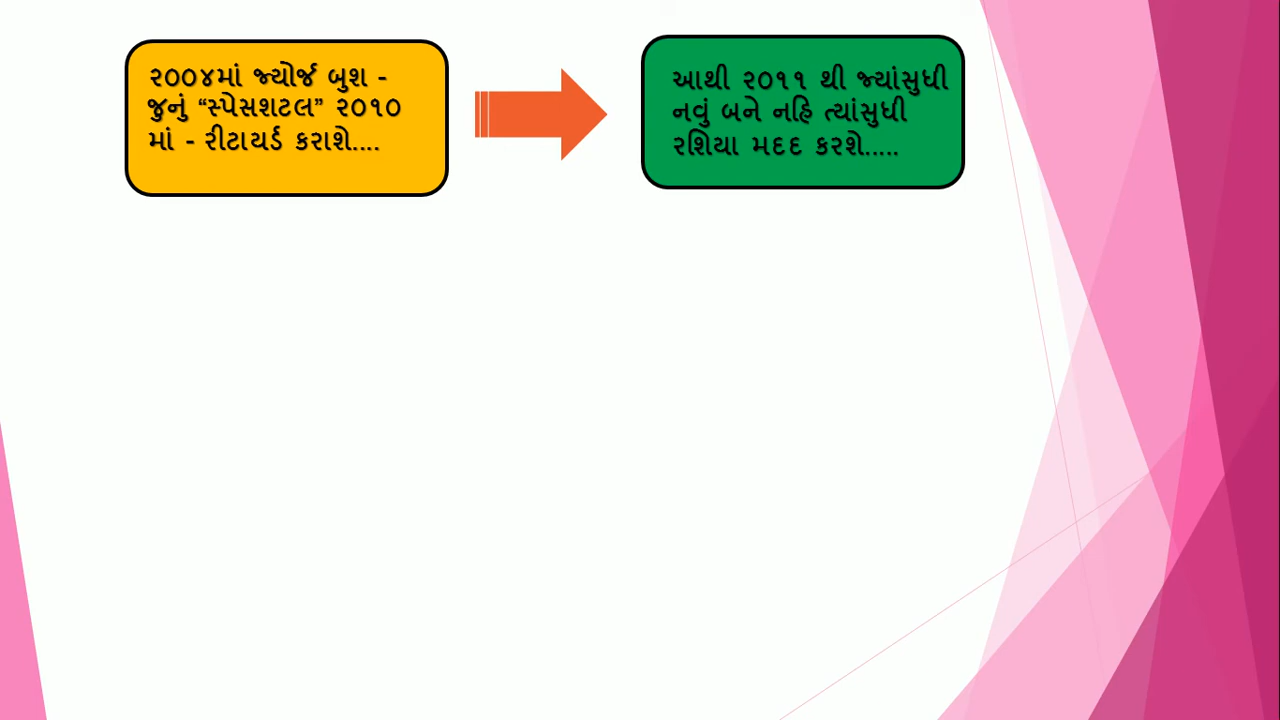 ૨૦૦૪માં જ્યોર્જ બુશ -
જુનું “સ્પેસશટલ” ૨૦૧૦
માં - રીટાયર્ડ કરાશે....
આથી ૨૦૧૧ થી જ્યાંસુધી
નવું બને નહિ ત્યાંસુધી
રશિયા મદદ કરશે.....